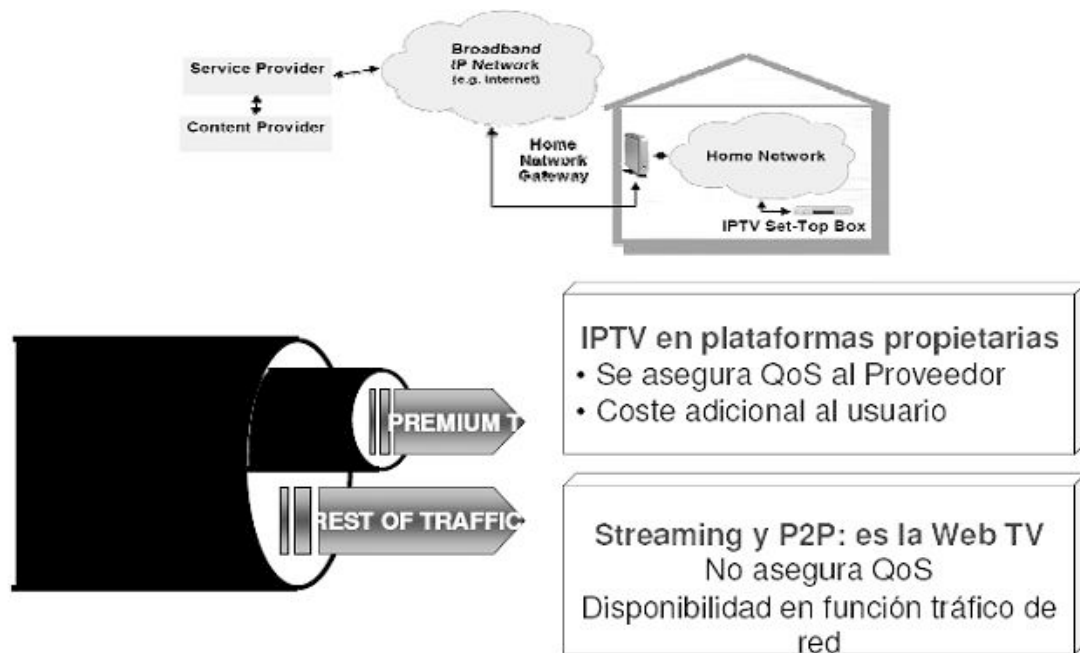 Broadband
IP Network
(e.g. Internet)
Service Provider
Content Provider
Home
Network
Gateway
Home Network
IPTV Set-Top Box
IPTV en plataformas propietarias
• Se asegura QoS al Proveedor
• Coste adicional al usuario
PREMIUM T
REST OF TRAFFIC
Streaming y P2P: es la Web TV
No asegura QoS
Disponibilidad en función tráfico de
red